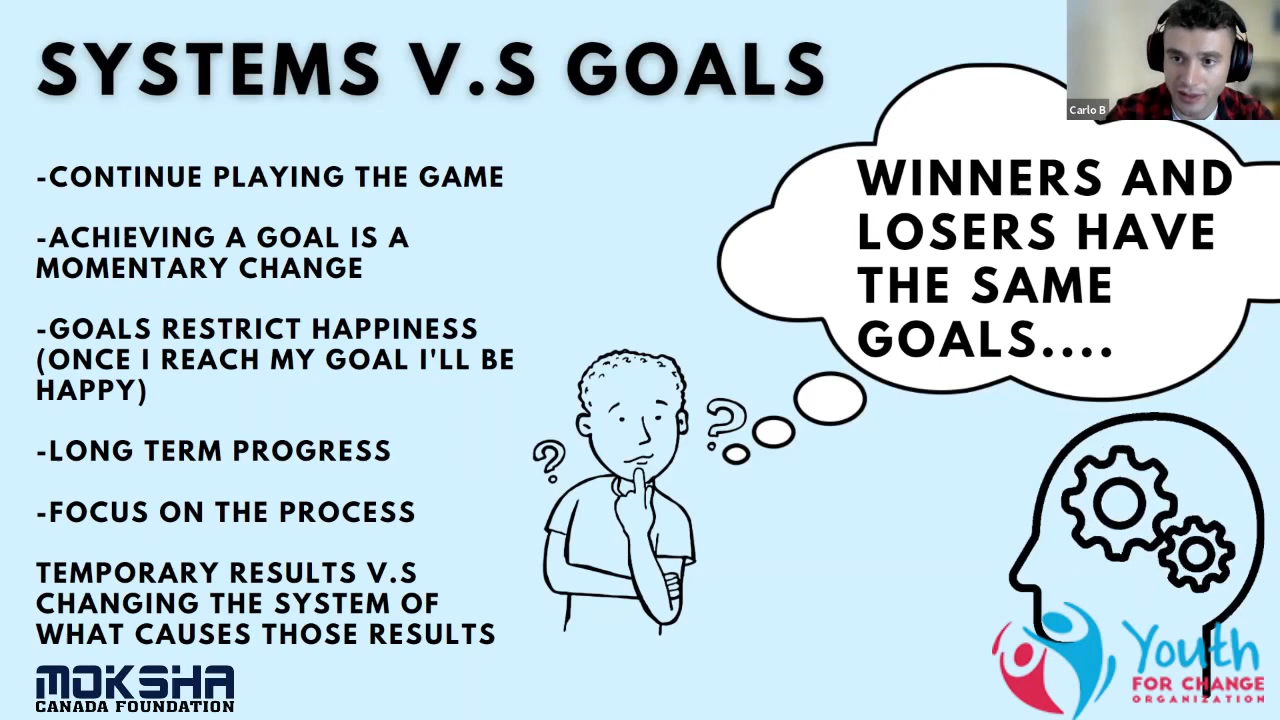 SYSTEMS V.S GOALS
Carlo B
-CONTINUE PLAYING THE GAME
-ACHIEVING A GOAL IS A
MOMENTARY CHANGE
-GOALS RESTRICT HAPPINESS
(ONCE I REACH MY GOAL I'LL BE
HAPPY)
-LONG TERM PROGRESS
-FOCUS ON THE PROCESS
TEMPORARY RESULTS V.S
CHANGING THE SYSTEM OF
WHAT CAUSES THOSE RESULTS
WINNERS AND
LOSERS HAVE
THE SAME
GOALS....
?
?
MOKSHA
CANADA FOUNDATION
Youth
FOR CHANGE
ORGANIZATION